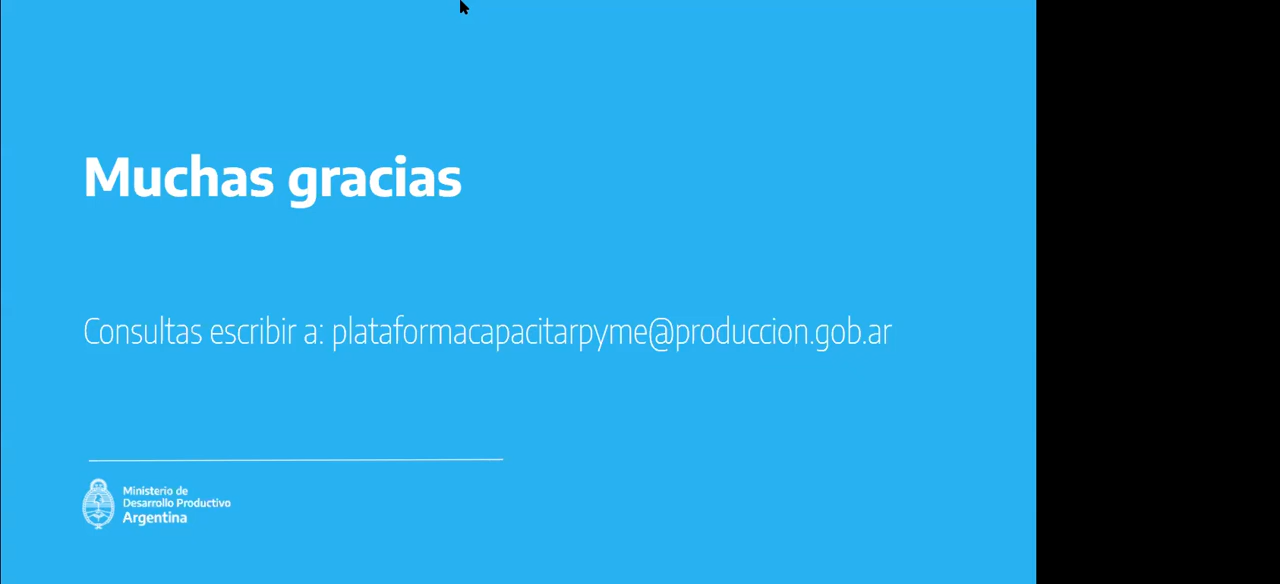 Muchas gracias
Consultas escribir a: plataformacapacitarpyme@produccion.gob.ar
Ministerio de
Desarrollo Productivo
Argentina